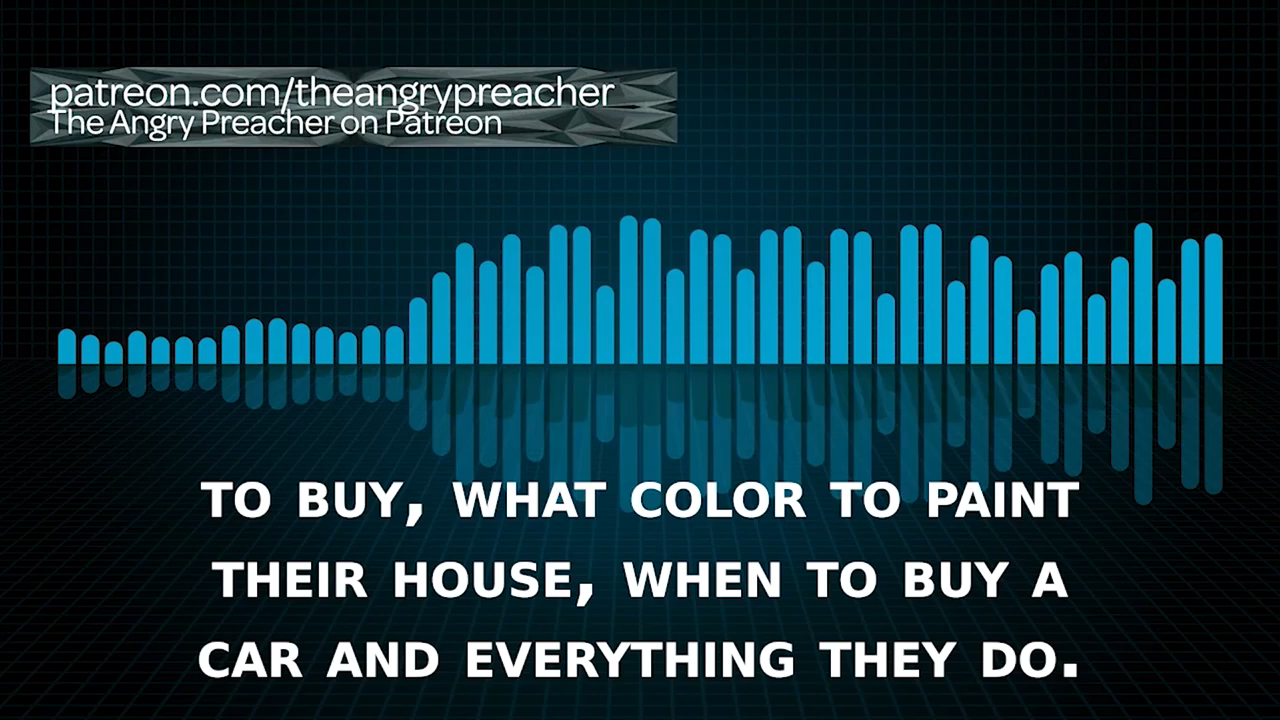 patreon.com/theangrypreacher
The Angry Preacher on Patreon
TO BUY, WHAT COLOR TO PAINT
THEIR HOUSE, WHEN TO BUY A
CAR AND EVERYTHING THEY DO.